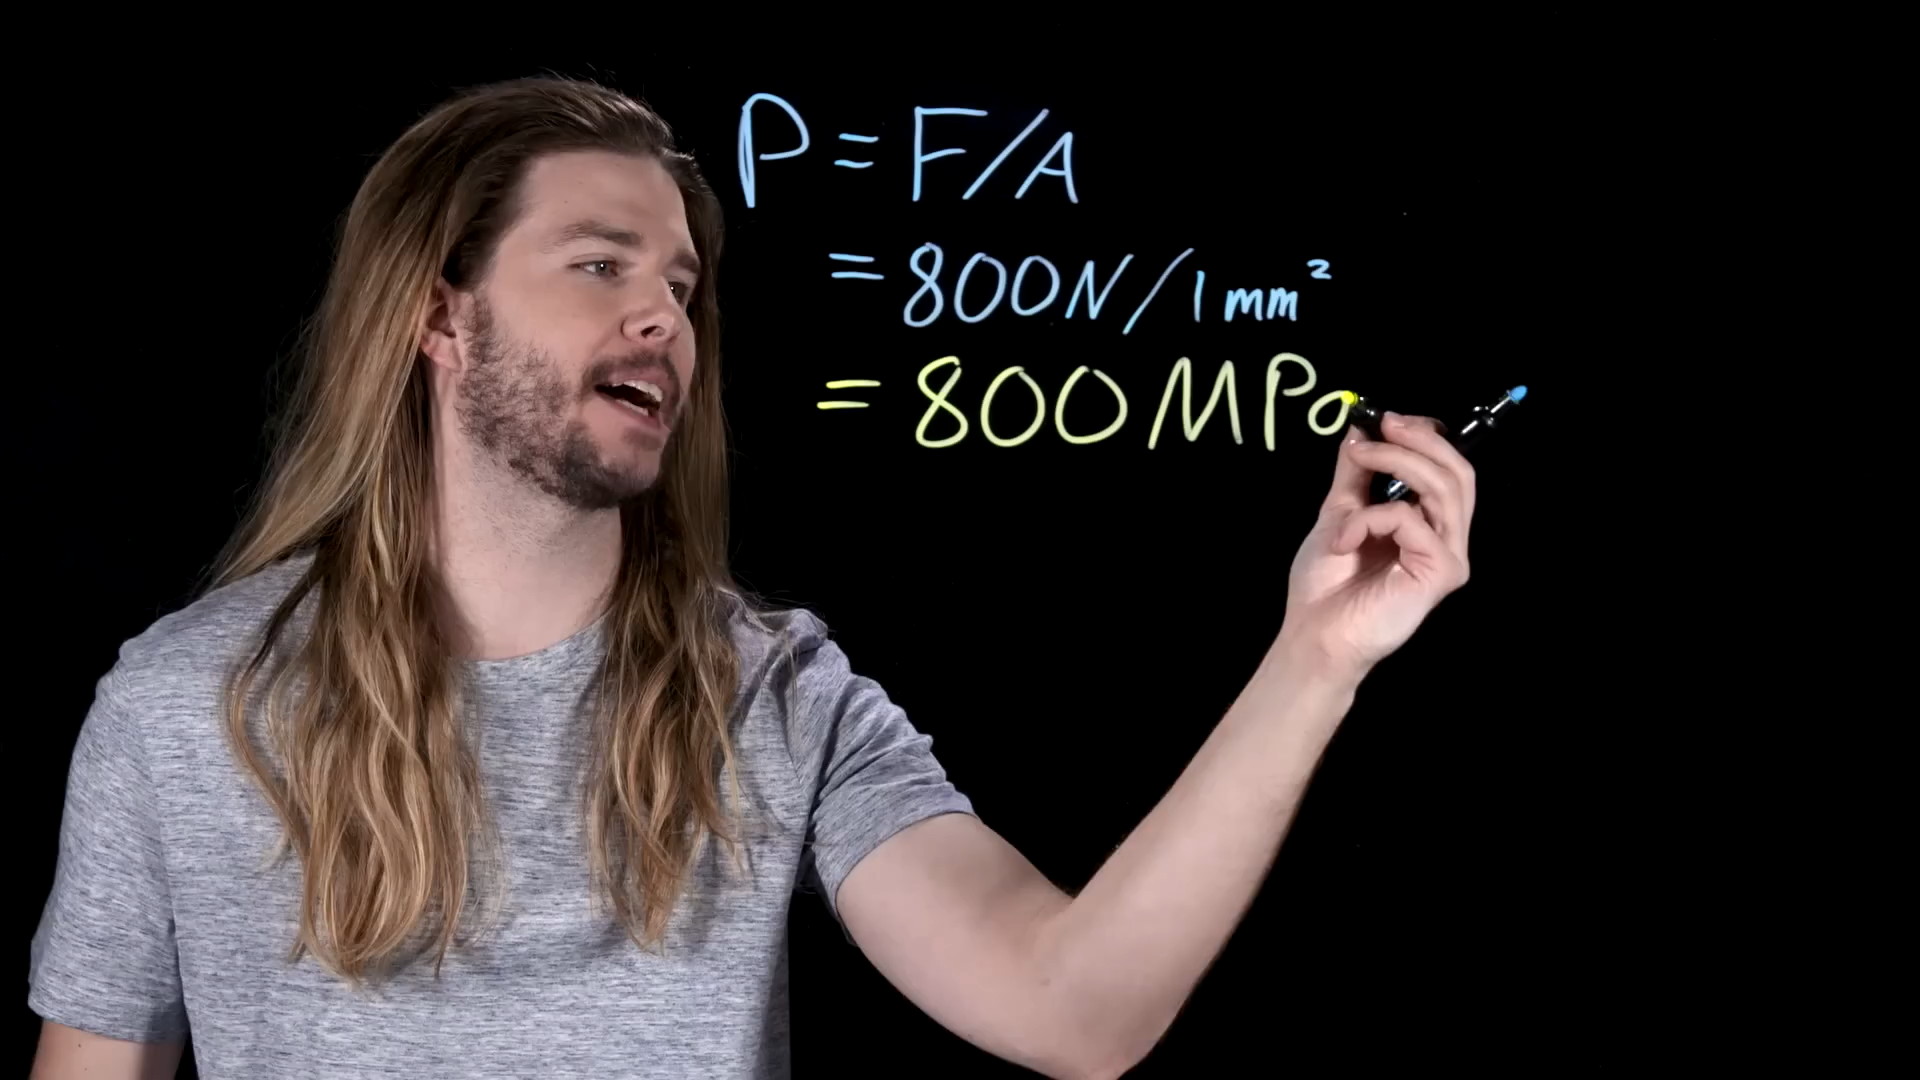 P = F/A
= 800N/1mm²
= 800MPa